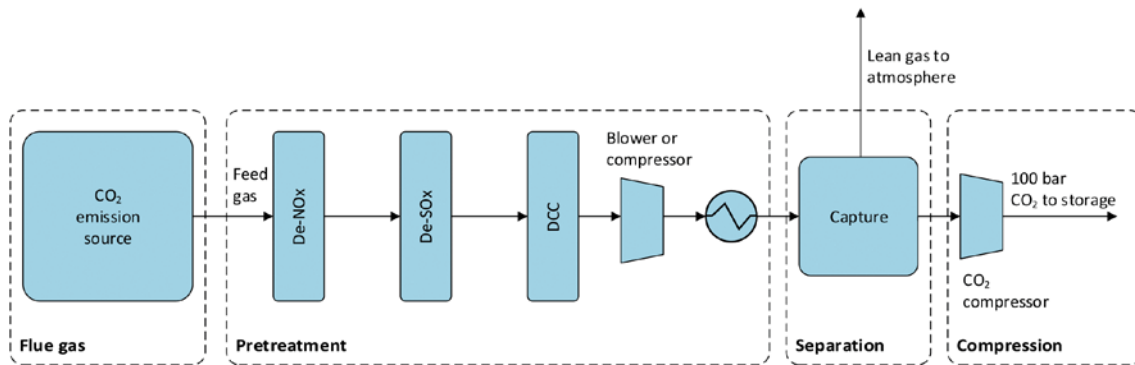 Lean gas to
atmosphere
Blower or
compressor
CO₂
emission
source
Feed
gas
De-NOx
De-SOx
DCC
Capture
100 bar
CO₂ to storage
CO₂
compressor
Flue gas
Pretreatment
Separation
Compression